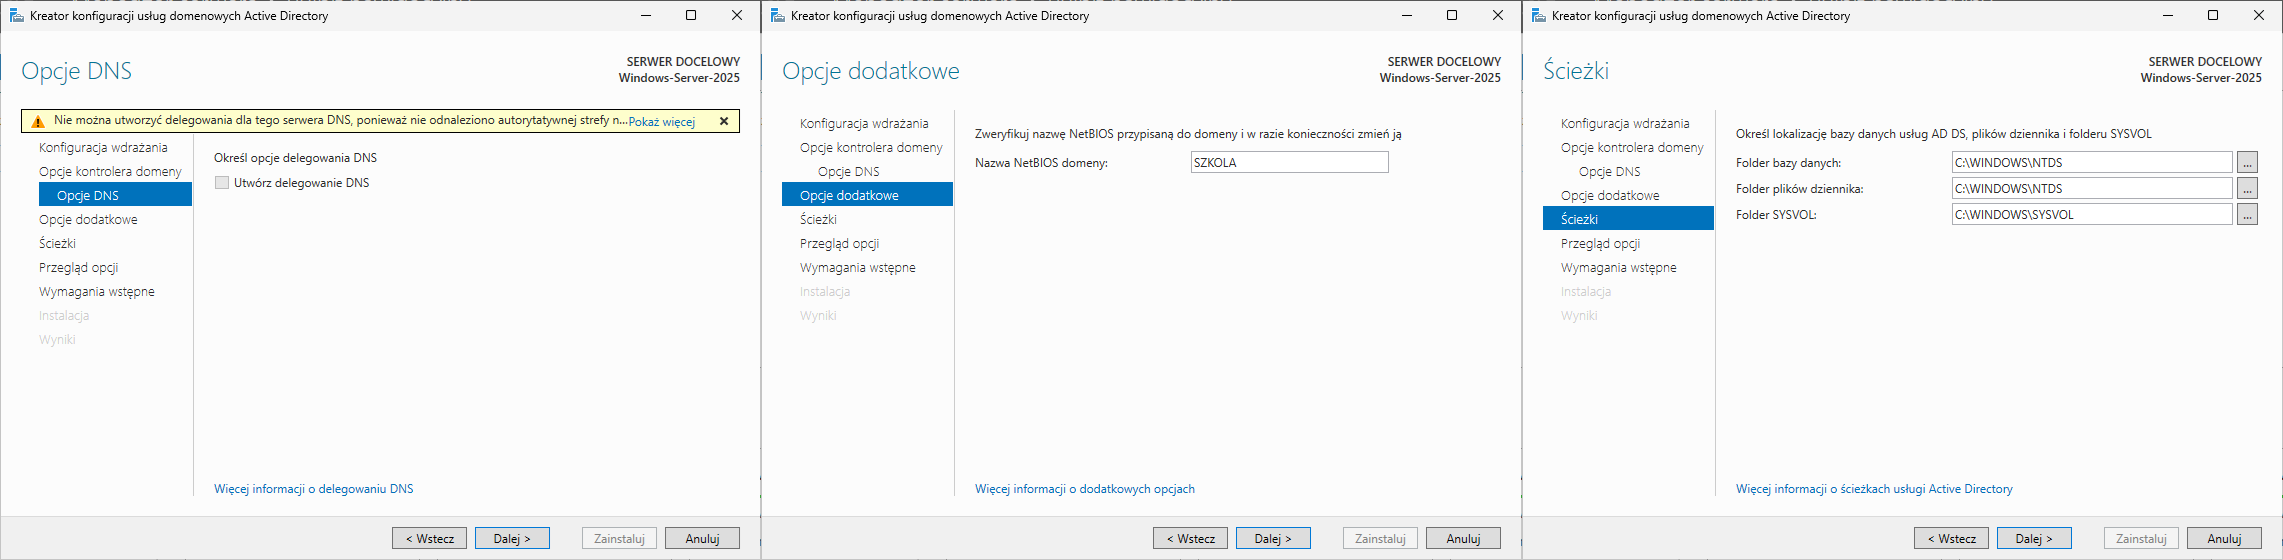 Kreator konfiguracji usług domenowych Active Directory
Opcje DNS
SERWER DOCELOWY
Windows-Server-2025
Nie można utworzyć delegowania dla tego serwera DNS, ponieważ nie odnaleziono autorytatywnej strefy n...Pokaż więcej
Konfiguracja wdrażania
Opcje kontrolera domeny
Opcje DNS
Opcje dodatkowe
Ścieżki
Przegląd opcji
Wymagania wstępne
Instalacja
Wyniki
Określ opcje delegowania DNS
Utwórz delegowanie DNS
Więcej informacji o delegowaniu DNS
< Wstecz
Dalej >
Zainstaluj
Anuluj
Kreator konfiguracji usług domenowych Active Directory
Opcje dodatkowe
SERWER DOCELOWY
Windows-Server-2025
Konfiguracja wdrażania
Opcje kontrolera domeny
Opcje DNS
Opcje dodatkowe
Ścieżki
Przegląd opcji
Wymagania wstępne
Instalacja
Wyniki
Zweryfikuj nazwę NetBIOS przypisaną do domeny i w razie konieczności zmień ją
Nazwa NetBIOS domeny: SZKOLA
Więcej informacji o dodatkowych opcjach
< Wstecz
Dalej >
Zainstaluj
Anuluj
Kreator konfiguracji usług domenowych Active Directory
Ścieżki
SERWER DOCELOWY
Windows-Server-2025
Konfiguracja wdrażania
Opcje kontrolera domeny
Opcje DNS
Opcje dodatkowe
Ścieżki
Przegląd opcji
Wymagania wstępne
Instalacja
Wyniki
Określ lokalizację bazy danych usług AD DS, plików dziennika i folderu SYSVOL
Folder bazy danych: C:\WINDOWS\NTDS ...
Folder plików dziennika: C:\WINDOWS\NTDS ...
Folder SYSVOL: C:\WINDOWS\SYSVOL ...
Więcej informacji o ścieżkach usługi Active Directory
< Wstecz
Dalej >
Zainstaluj
Anuluj